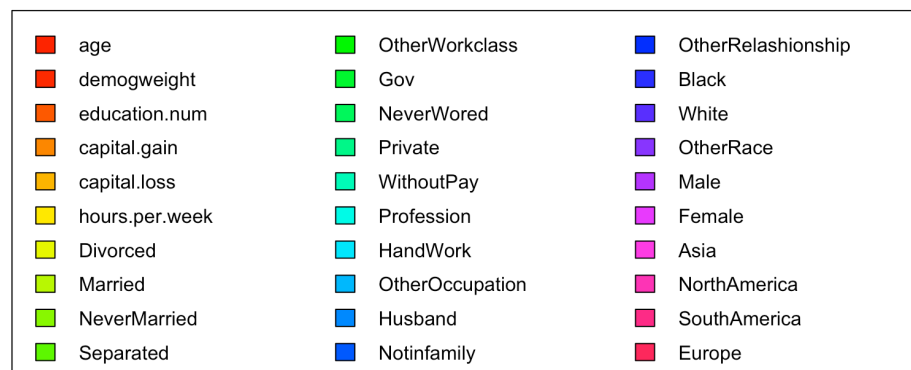 age
demogweight
education.num
capital.gain
capital.loss
hours.per.week
Divorced
Married
NeverMarried
Separated
OtherWorkclass
Gov
NeverWored
Private
WithoutPay
Profession
HandWork
OtherOccupation
Husband
Notinfamily
OtherRelashionship
Black
White
OtherRace
Male
Female
Asia
NorthAmerica
SouthAmerica
Europe